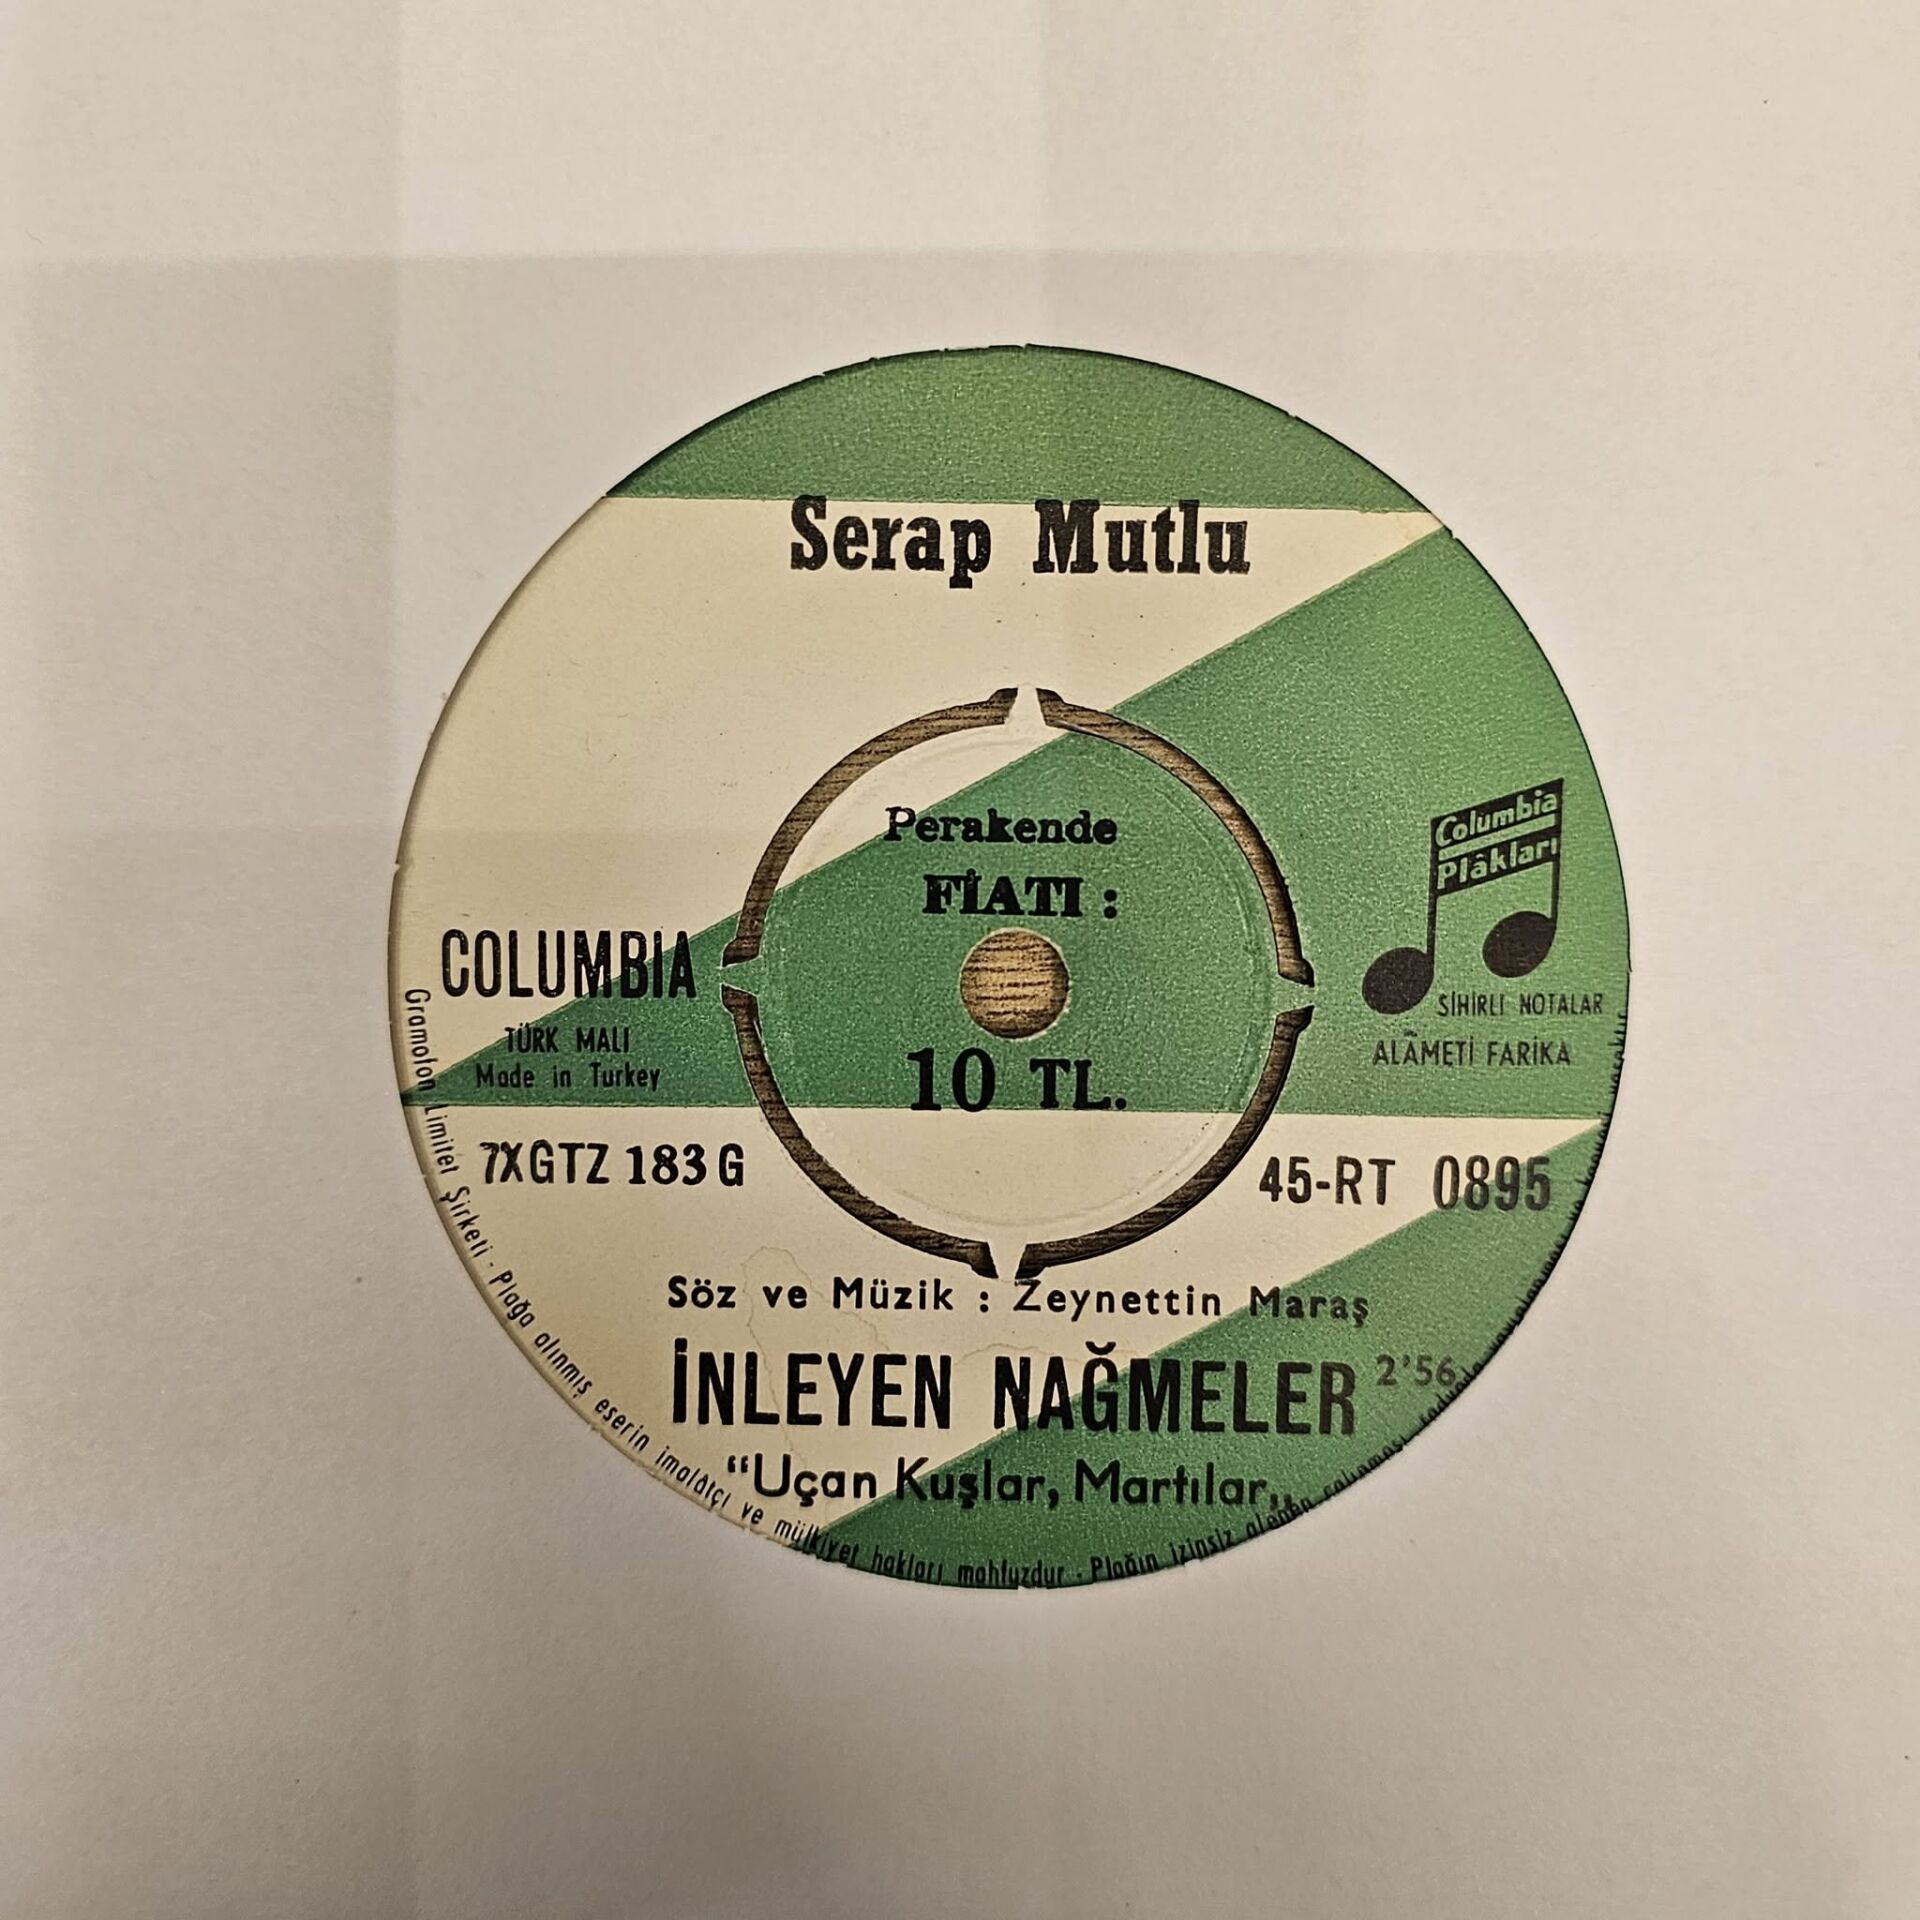 Serap Mutlu
Perakende
FİATI :
10 TL.
COLUMBIA
TÜRK MALI
Made in Turkey
Columbia
Plâkları
SİHİRLİ NOTALAR
ALÂMETİ FARİKA
7XGTZ 183 G
45-RT 0895
Söz ve Müzik : Zeynettin Maraş
İNLEYEN NAĞMELER 2'56
“Uçan Kuşlar, Martılar„
Gramofon Limitet Şirketi - Plağa alınmış eserin imalâtçı ve mülkiyet hakları mahfuzdur - Plağın izinsiz alenen çalınması